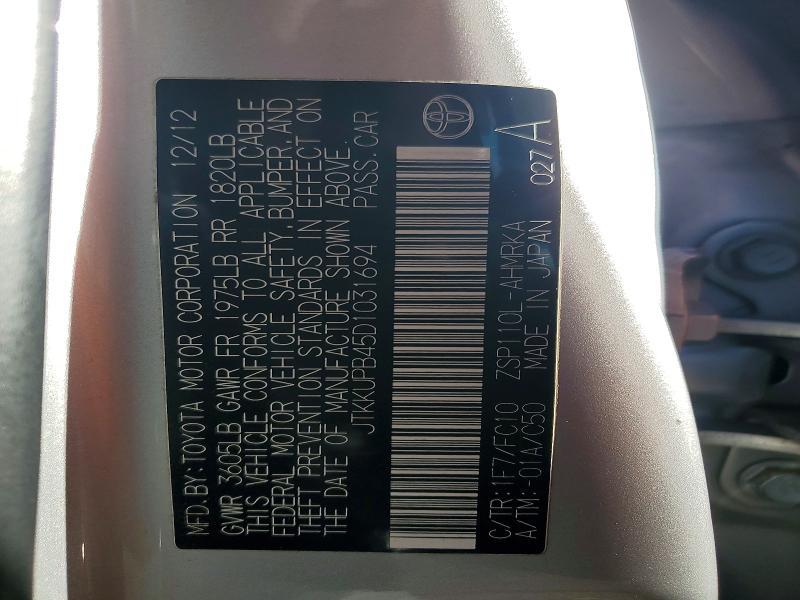 MFD. BY: TOYOTA MOTOR CORPORATION 12/12
GVWR 3605LB GAWR FR 1975LB RR 1820LB
THIS VEHICLE CONFORMS TO ALL APPLICABLE
FEDERAL MOTOR VEHICLE SAFETY, BUMPER, AND
THEFT PREVENTION STANDARDS IN EFFECT ON
THE DATE OF MANUFACTURE SHOWN ABOVE.
JTKKUPB45D1031694 PASS. CAR
C/TR: 1F7/FC10 ZSP110L-AHMRKA
A/TM: -01A/C50 MADE IN JAPAN
027 A